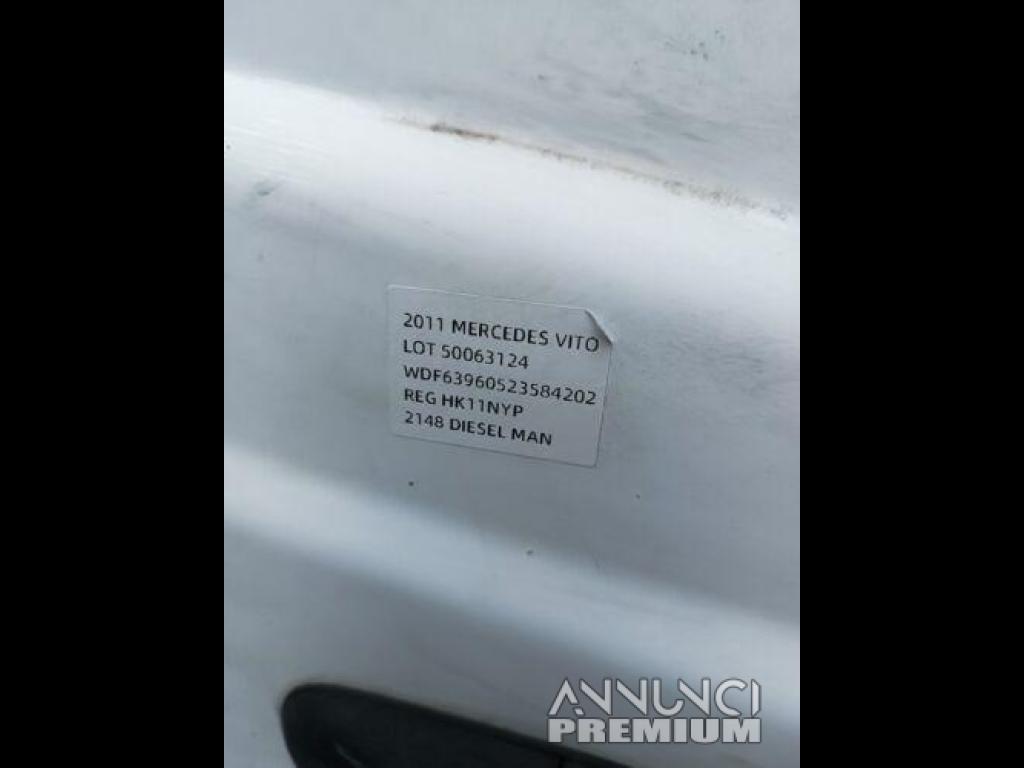 2011 MERCEDES VITO
LOT 50063124
WDF63960523584202
REG HK11NYP
2148 DIESEL MAN
ANNUNCI
PREMIUM